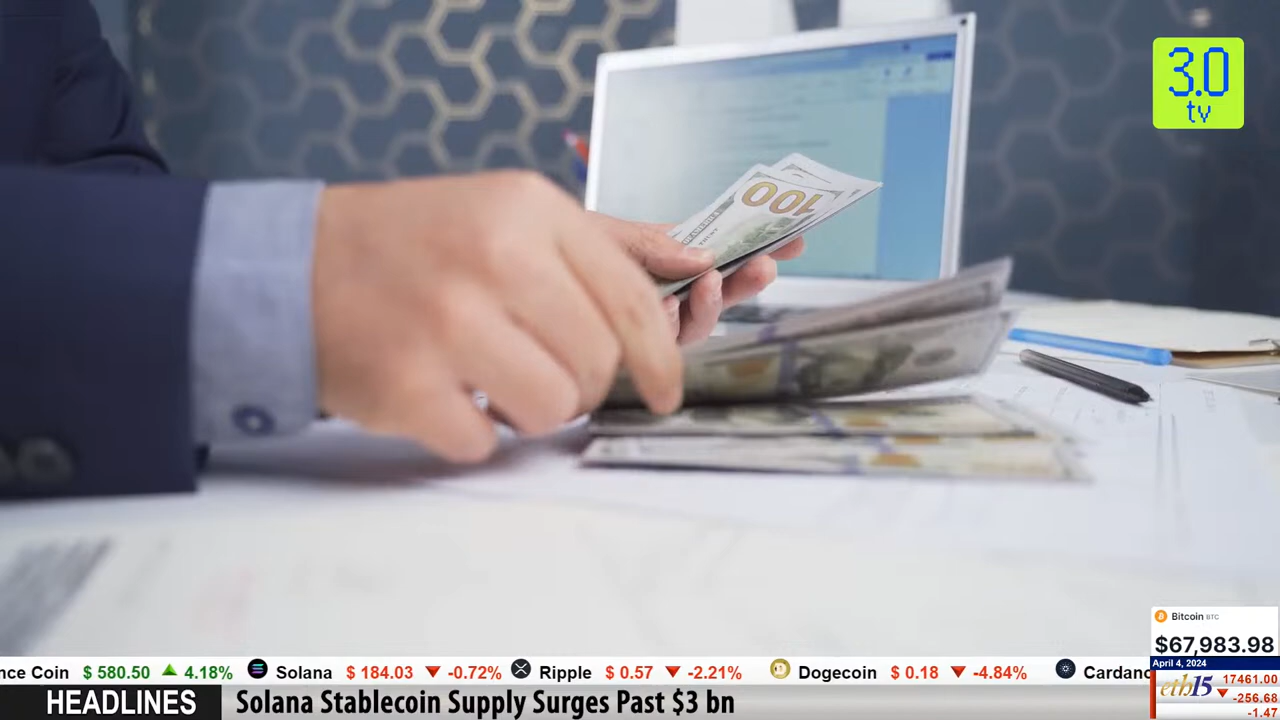 3.0
tv
100
Bitcoin BTC
$67,983.98
April 4, 2024
nce Coin $ 580.50 4.18% Solana $ 184.03 -0.72% Ripple $ 0.57 -2.21% Dogecoin $ 0.18 -4.84% Cardano
eth15 17461.00
-256.68
-1.47
HEADLINES Solana Stablecoin Supply Surges Past $3 bn